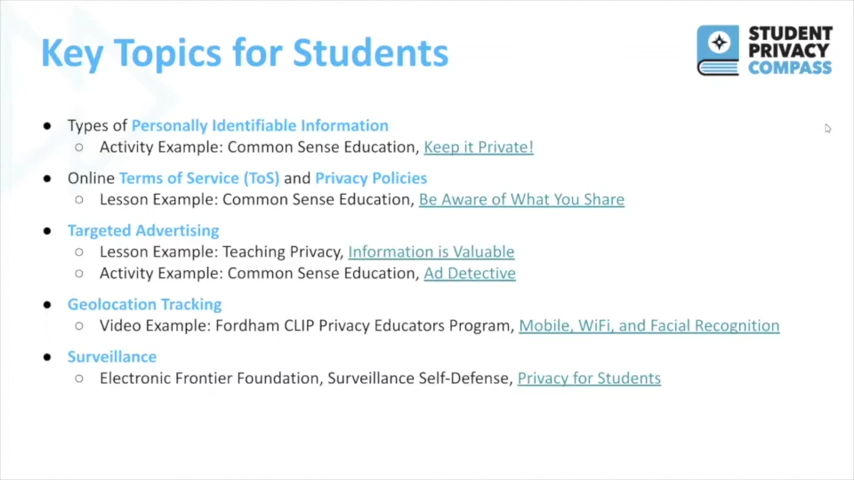 Key Topics for Students
STUDENT
PRIVACY
COMPASS
● Types of Personally Identifiable Information
○ Activity Example: Common Sense Education, Keep it Private!
● Online Terms of Service (ToS) and Privacy Policies
○ Lesson Example: Common Sense Education, Be Aware of What You Share
● Targeted Advertising
○ Lesson Example: Teaching Privacy, Information is Valuable
○ Activity Example: Common Sense Education, Ad Detective
● Geolocation Tracking
○ Video Example: Fordham CLIP Privacy Educators Program, Mobile, WiFi, and Facial Recognition
● Surveillance
○ Electronic Frontier Foundation, Surveillance Self-Defense, Privacy for Students